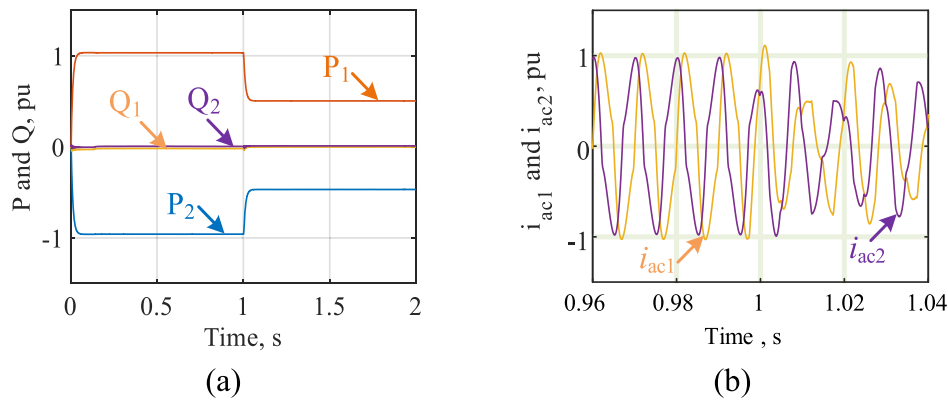 P and Q, pu
1
0
-1
P1
Q1
Q2
P2
0
0.5
1
1.5
2
Time, s
(a)
iac1 and iac2, pu
1
0
-1
iac1
iac2
0.96
0.98
1
1.02
1.04
Time , s
(b)